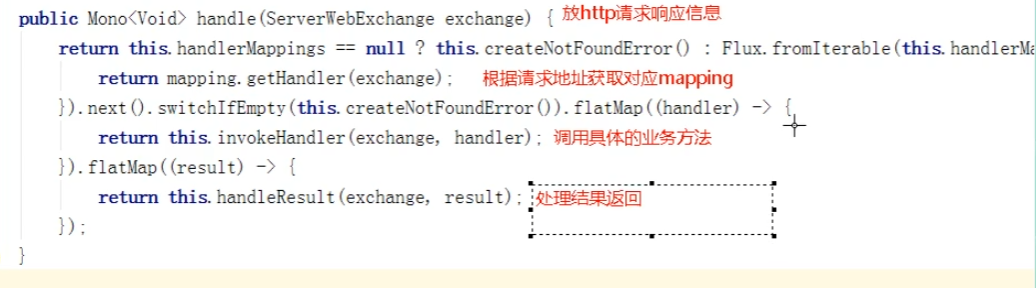 public Mono<Void> handle(ServerWebExchange exchange) { 放http请求响应信息
return this.handlerMappings == null ? this.createNotFoundError() : Flux.fromIterable(this.handlerMa
return mapping.getHandler(exchange); 根据请求地址获取对应mapping
}).next().switchIfEmpty(this.createNotFoundError()).flatMap((handler) -> {
return this.invokeHandler(exchange, handler); 调用具体的业务方法
}).flatMap((result) -> {
return this.handleResult(exchange, result); 处理结果返回
});
}